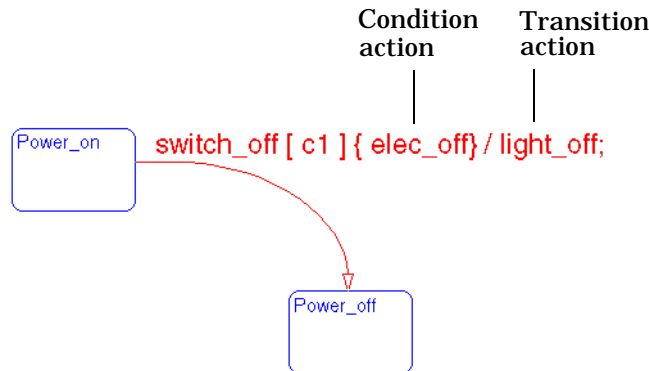 Condition
action
Transition
action
Power_on
switch_off [ c1 ] { elec_off} / light_off;
Power_off